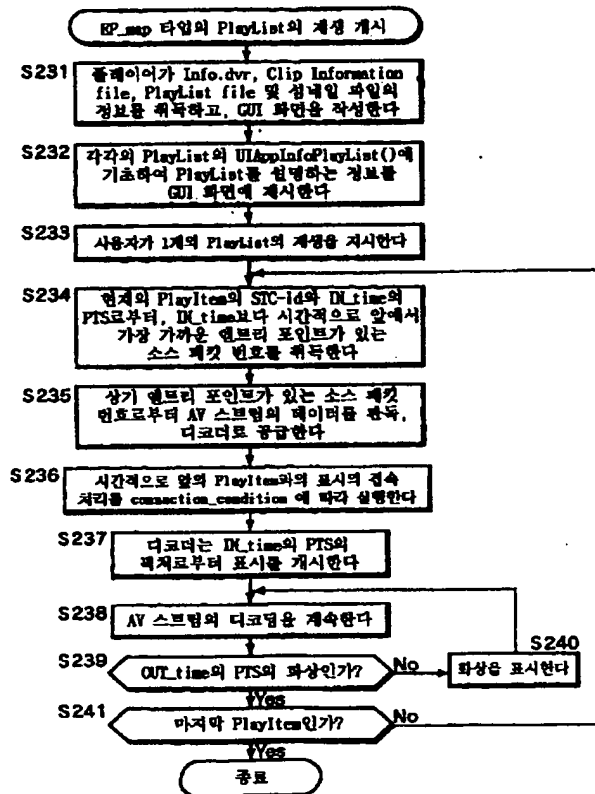 EP_map 타입의 PlayList의 재생 개시
S231
플레이어가 Info.dvr, Clip Information
file, PlayList file 및 섬네일 파일의
정보를 취득하고, GUI 화면을 작성한다
S232
각각의 PlayList의 UIAppInfoPlayList()에
기초하여 PlayList를 설명하는 정보를
GUI 화면에 제시한다
S233
사용자가 1개의 PlayList의 재생을 지시한다
S234
현재의 PlayItem의 STC-id와 IN_time의
PTS로부터, IN_time보다 시간적으로 앞에서
가장 가까운 엔트리 포인트가 있는
소스 패킷 번호를 취득한다
S235
상기 엔트리 포인트가 있는 소스 패킷
번호로부터 AV 스트림의 데이터를 판독,
디코더로 공급한다
S236
시간적으로 앞의 PlayItem과의 표시의 접속
처리를 connection_condition 에 따라 실행한다
S237
디코더는 IN_time의 PTS의
픽쳐로부터 표시를 개시한다
S238
AV 스트림의 디코딩을 계속한다
S239
OUT_time의 PTS의 화상인가?
No
S240
화상을 표시한다
Yes
S241
마지막 PlayItem인가?
No
Yes
종료